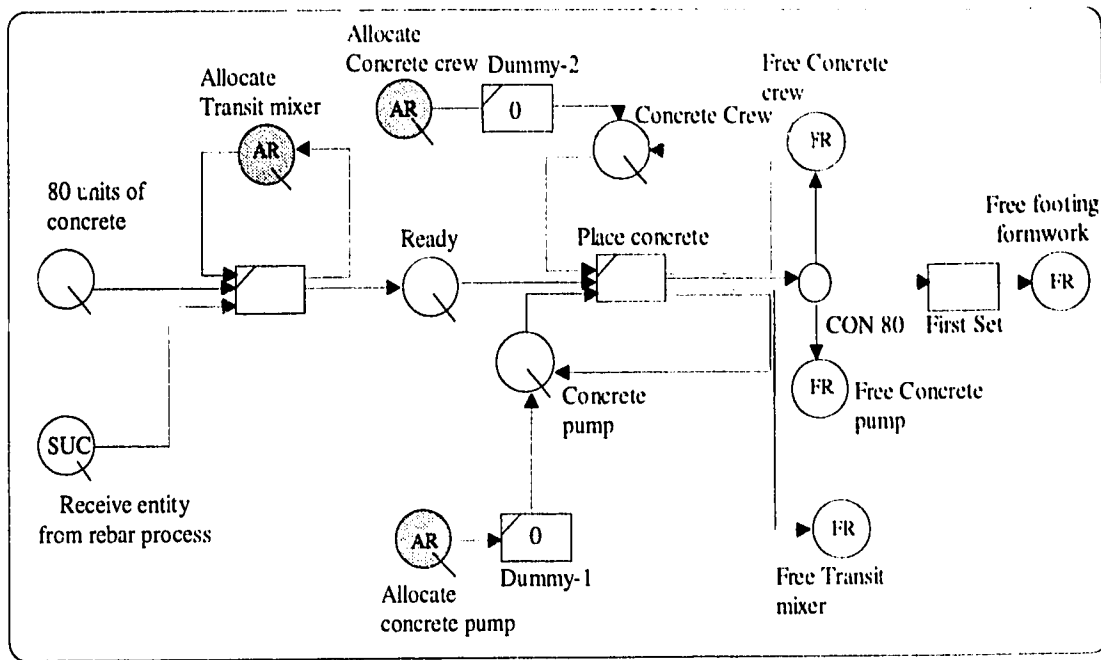 Allocate
Concrete crew
Dummy-2
AR
0
Free Concrete
crew
FR
Allocate
Transit mixer
AR
Concrete Crew
80 units of
concrete
Ready
Place concrete
Free footing
formwork
FR
CON 80
First Set
SUC
Receive entity
from rebar process
Concrete
pump
FR
Free Concrete
pump
AR
0
Dummy-1
Allocate
concrete pump
FR
Free Transit
mixer